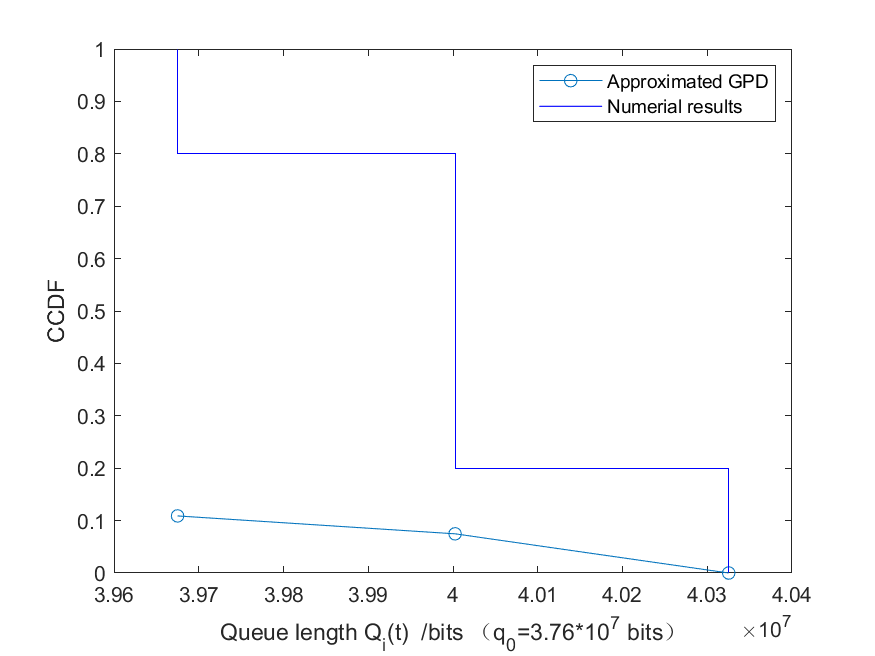 Approximated GPD
Numerial results
1
0.9
0.8
0.7
0.6
0.5
0.4
0.3
0.2
0.1
0
CCDF
3.96 3.97 3.98 3.99 4 4.01 4.02 4.03 4.04
×10^7
Queue length Q_i(t) /bits （q_0=3.76*10^7 bits）